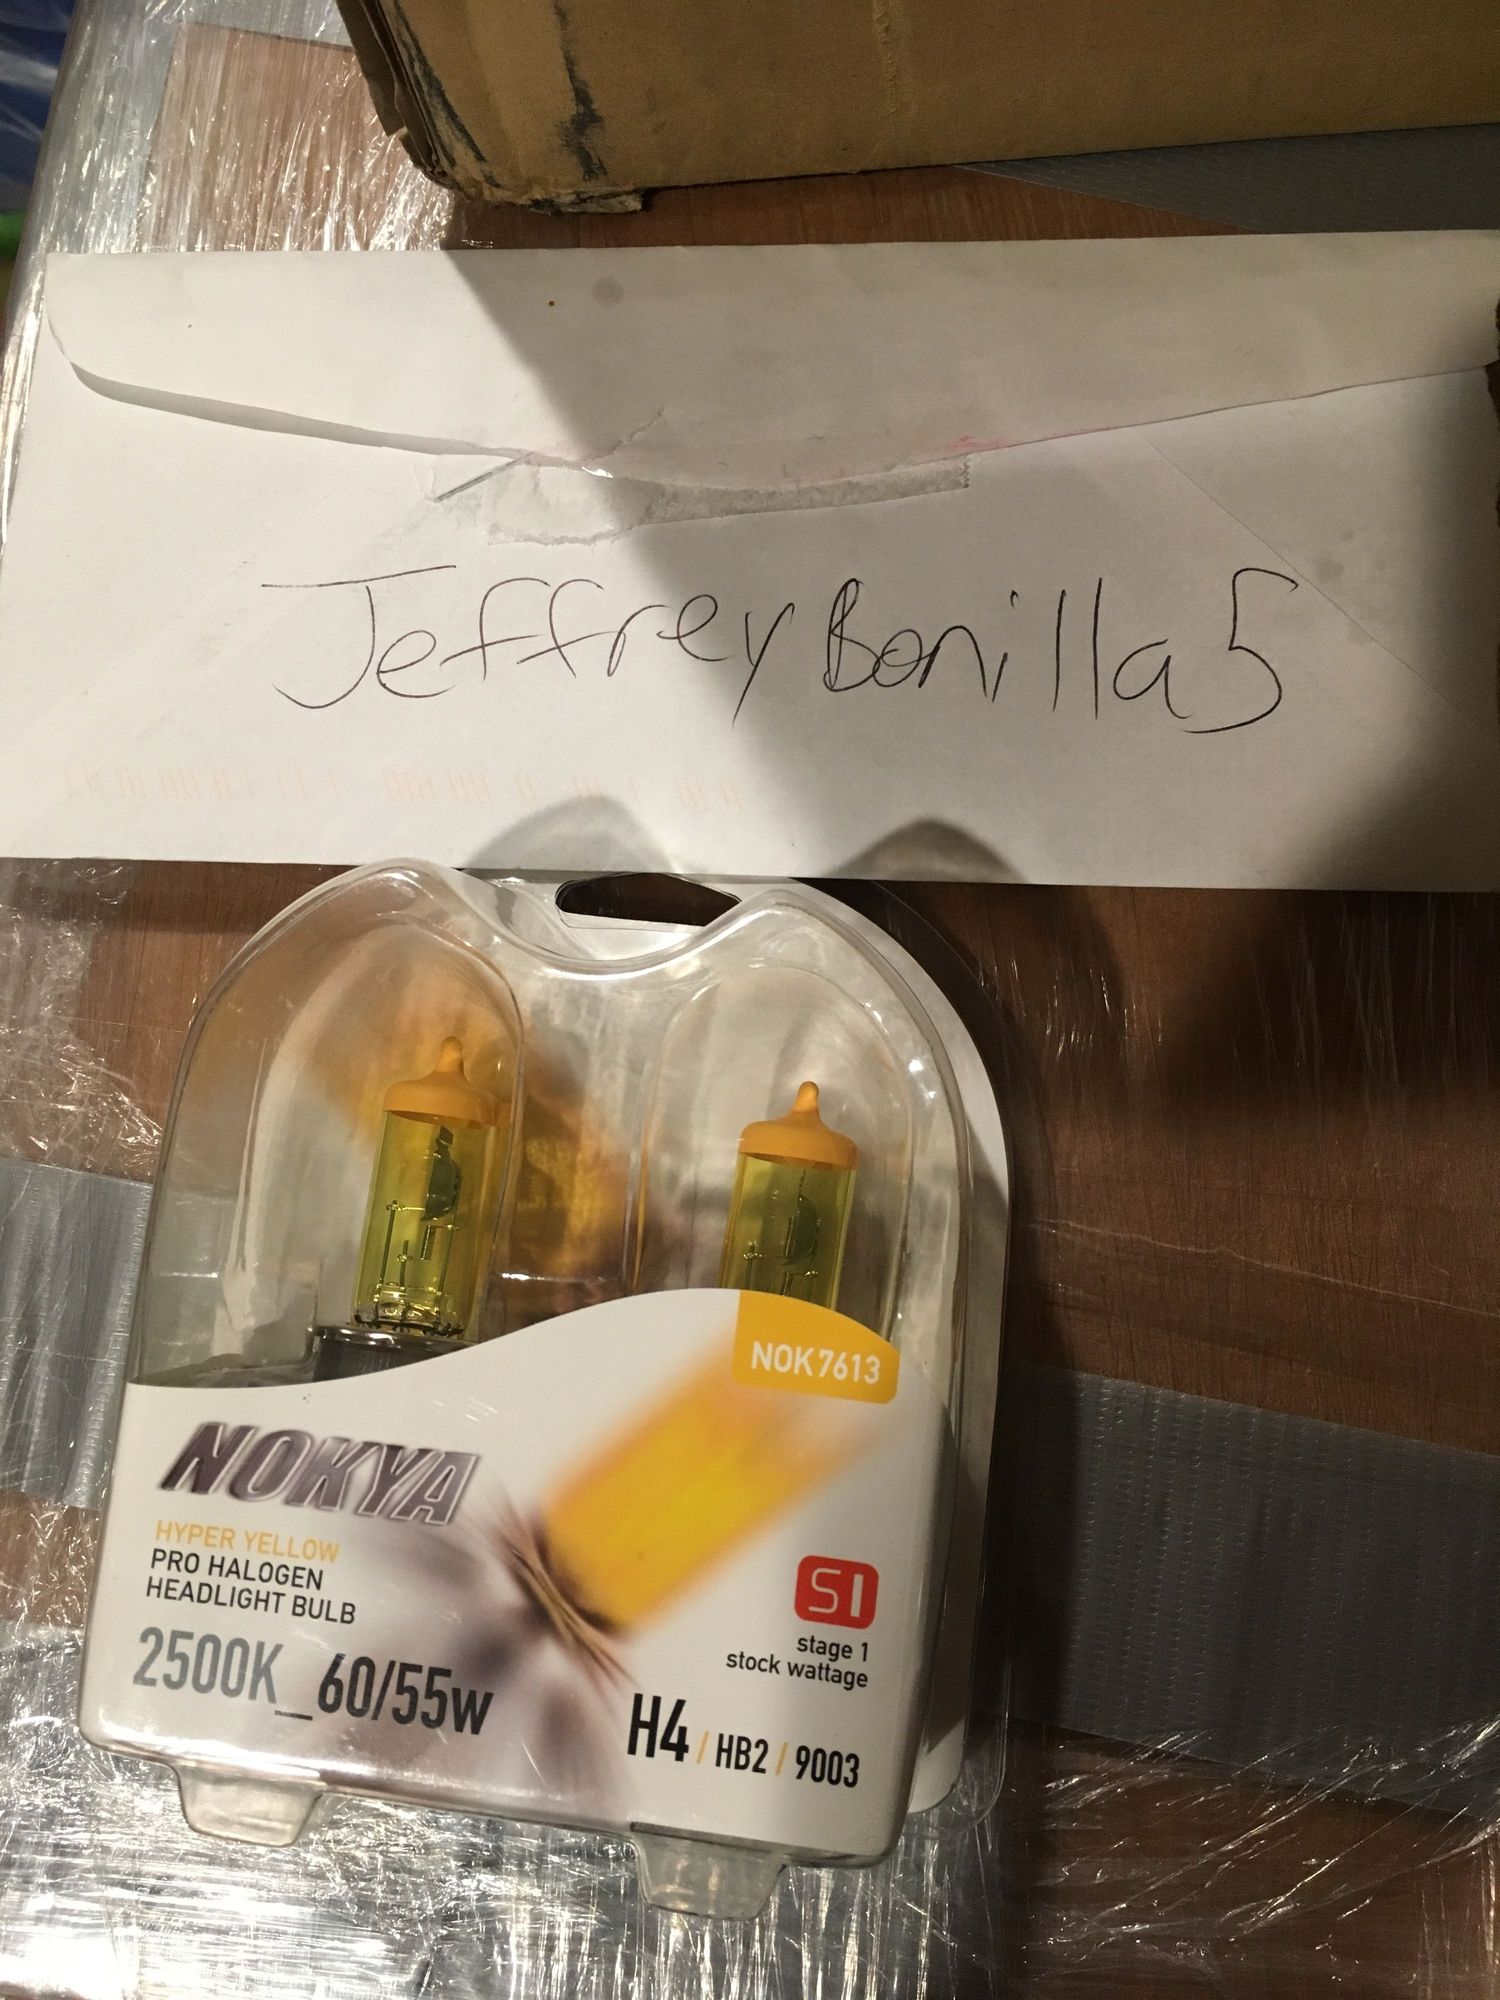 JeffreyBonilla5
NOK7613
NOKYA
HYPER YELLOW
PRO HALOGEN
HEADLIGHT BULB
2500K_60/55w
S1
stage 1
stock wattage
H4 / HB2 / 9003